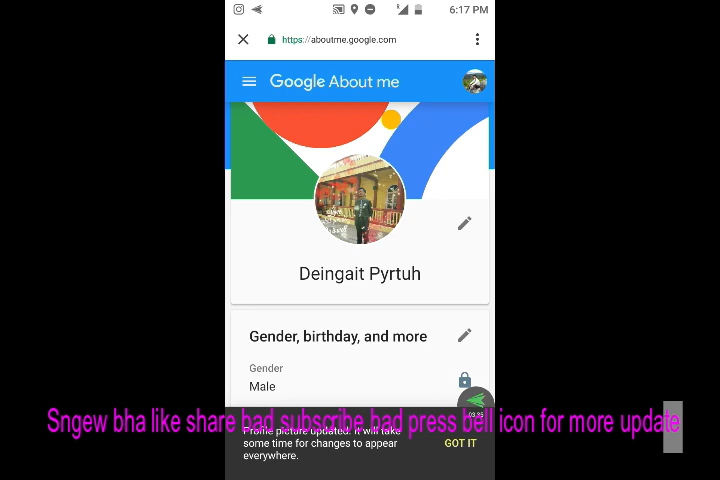 6:17 PM
https://aboutme.google.com
Google About me
Deingait Pyrtuh
Gender, birthday, and more
Gender
Male
03:35
Sngew bha like share bad subscribe bad press bell icon for more update
Profile picture updated. It will take
some time for changes to appear
everywhere.
GOT IT